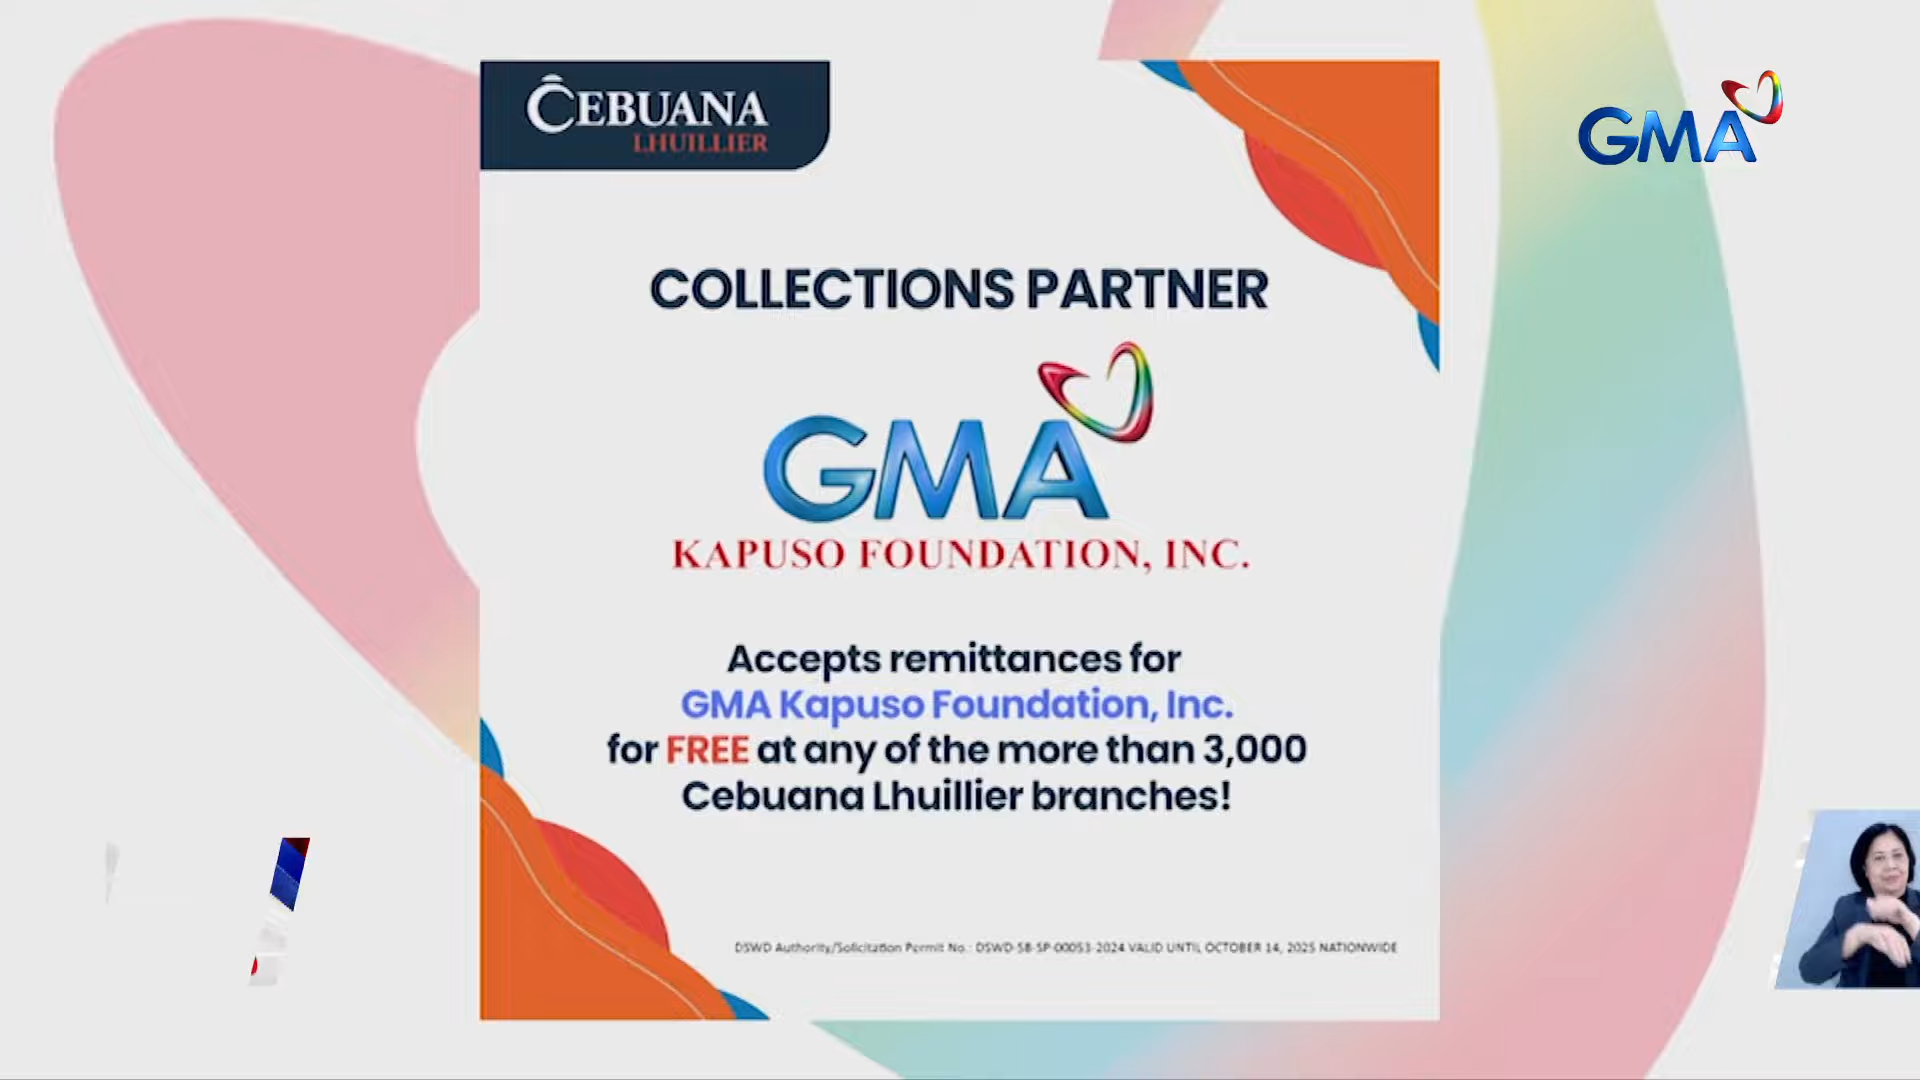 CEBUANA
LHUILLIER
GMA
COLLECTIONS PARTNER
GMA
KAPUSO FOUNDATION, INC.
Accepts remittances for
GMA Kapuso Foundation, Inc.
for FREE at any of the more than 3,000
Cebuana Lhuillier branches!
DSWD Authority/Solicitation Permit No.: DSWD-SB-SP-00053-2024 VALID UNTIL OCTOBER 14, 2025 NATIONWIDE